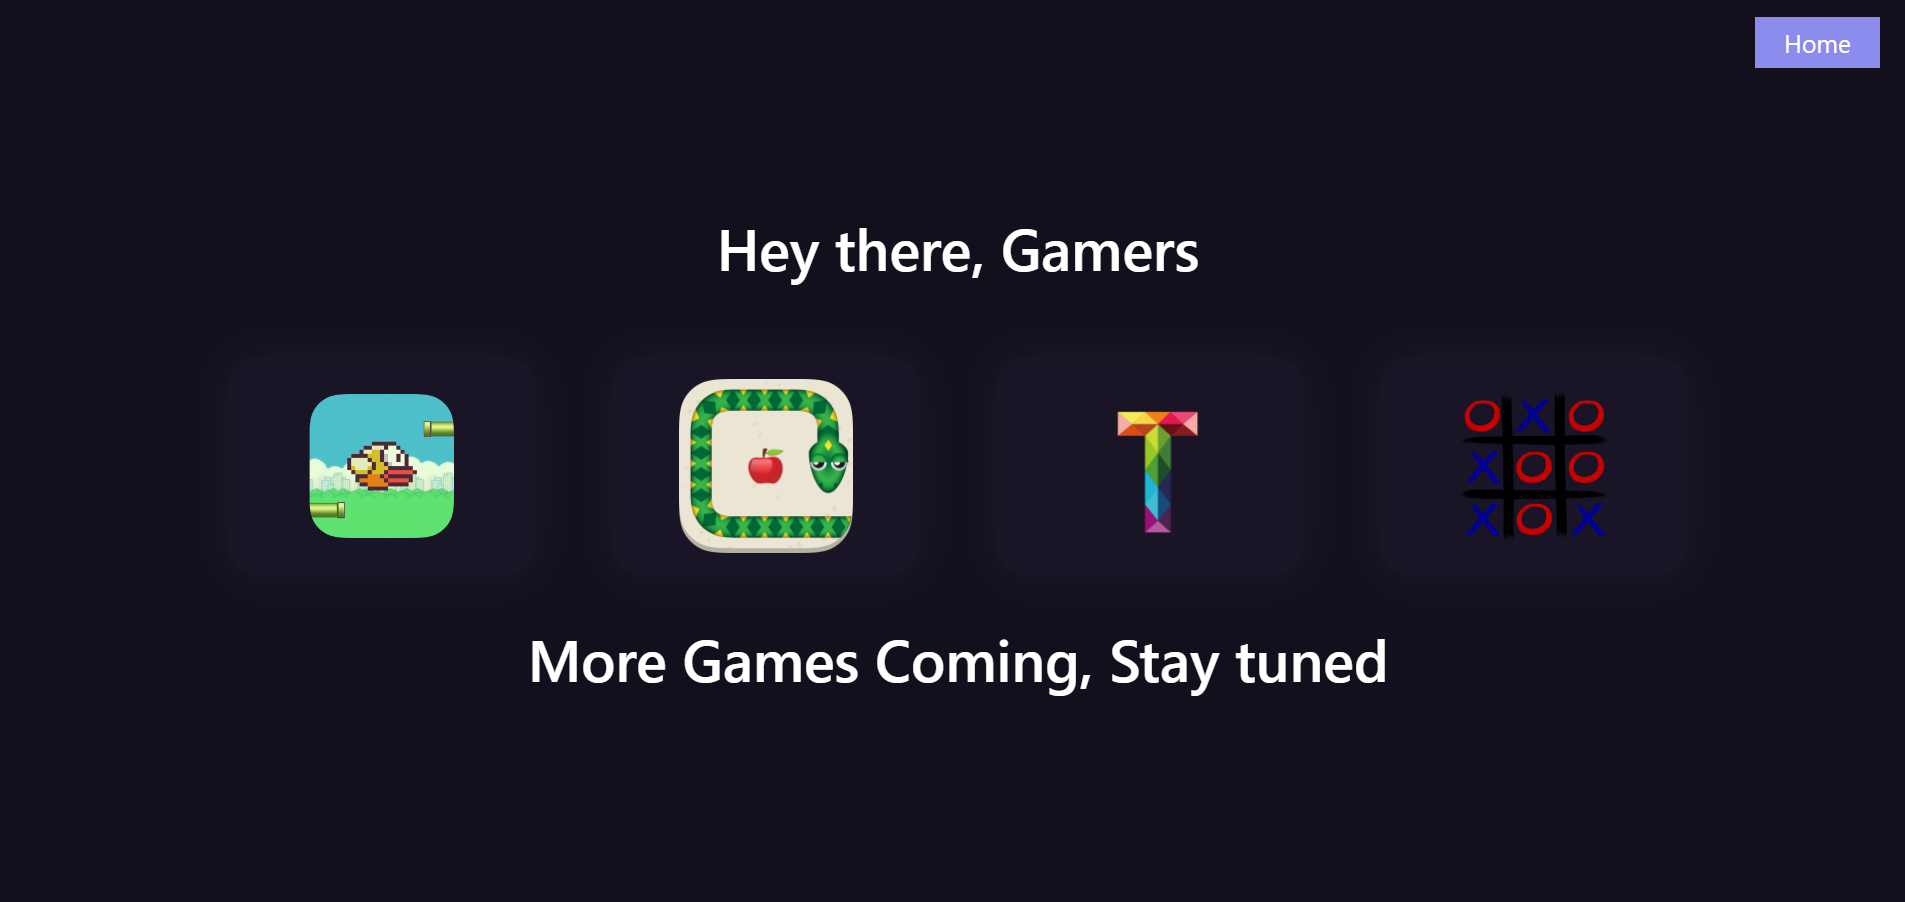 Home
Hey there, Gamers
T
O X O
X O O
X O X
More Games Coming, Stay tuned